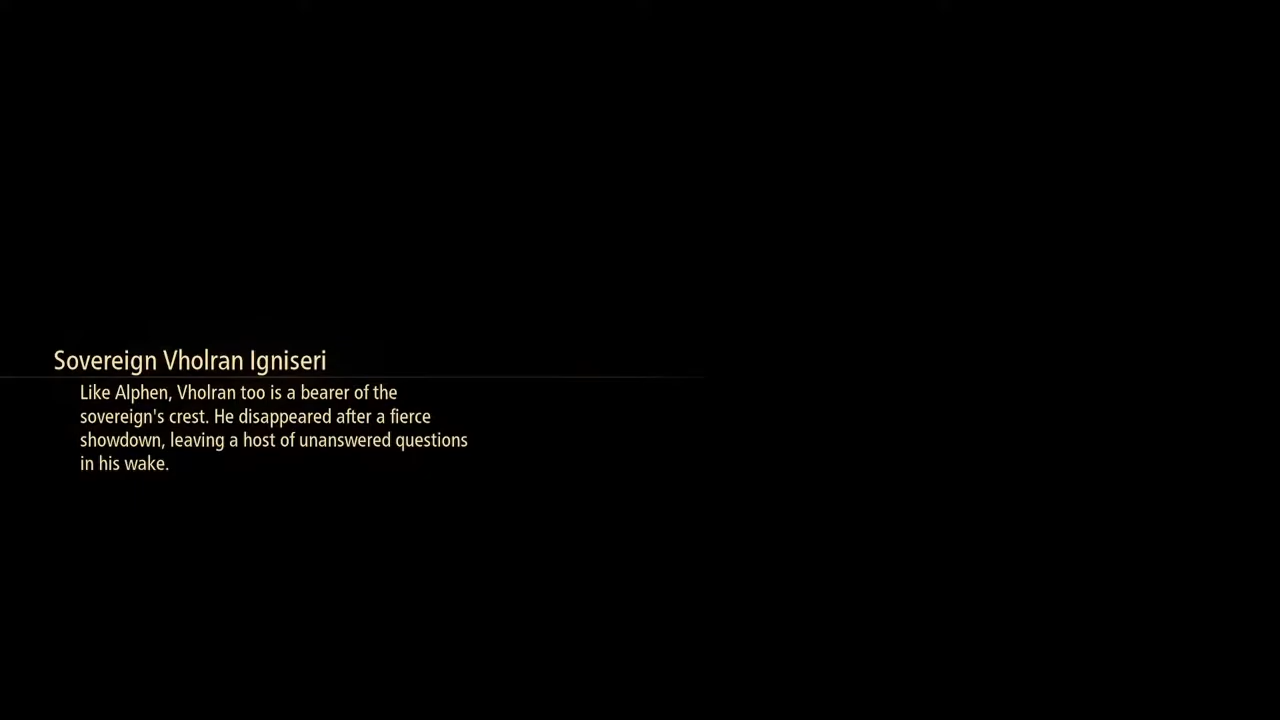 Sovereign Vholran Igniseri
Like Alphen, Vholran too is a bearer of the
sovereign's crest. He disappeared after a fierce
showdown, leaving a host of unanswered questions
in his wake.